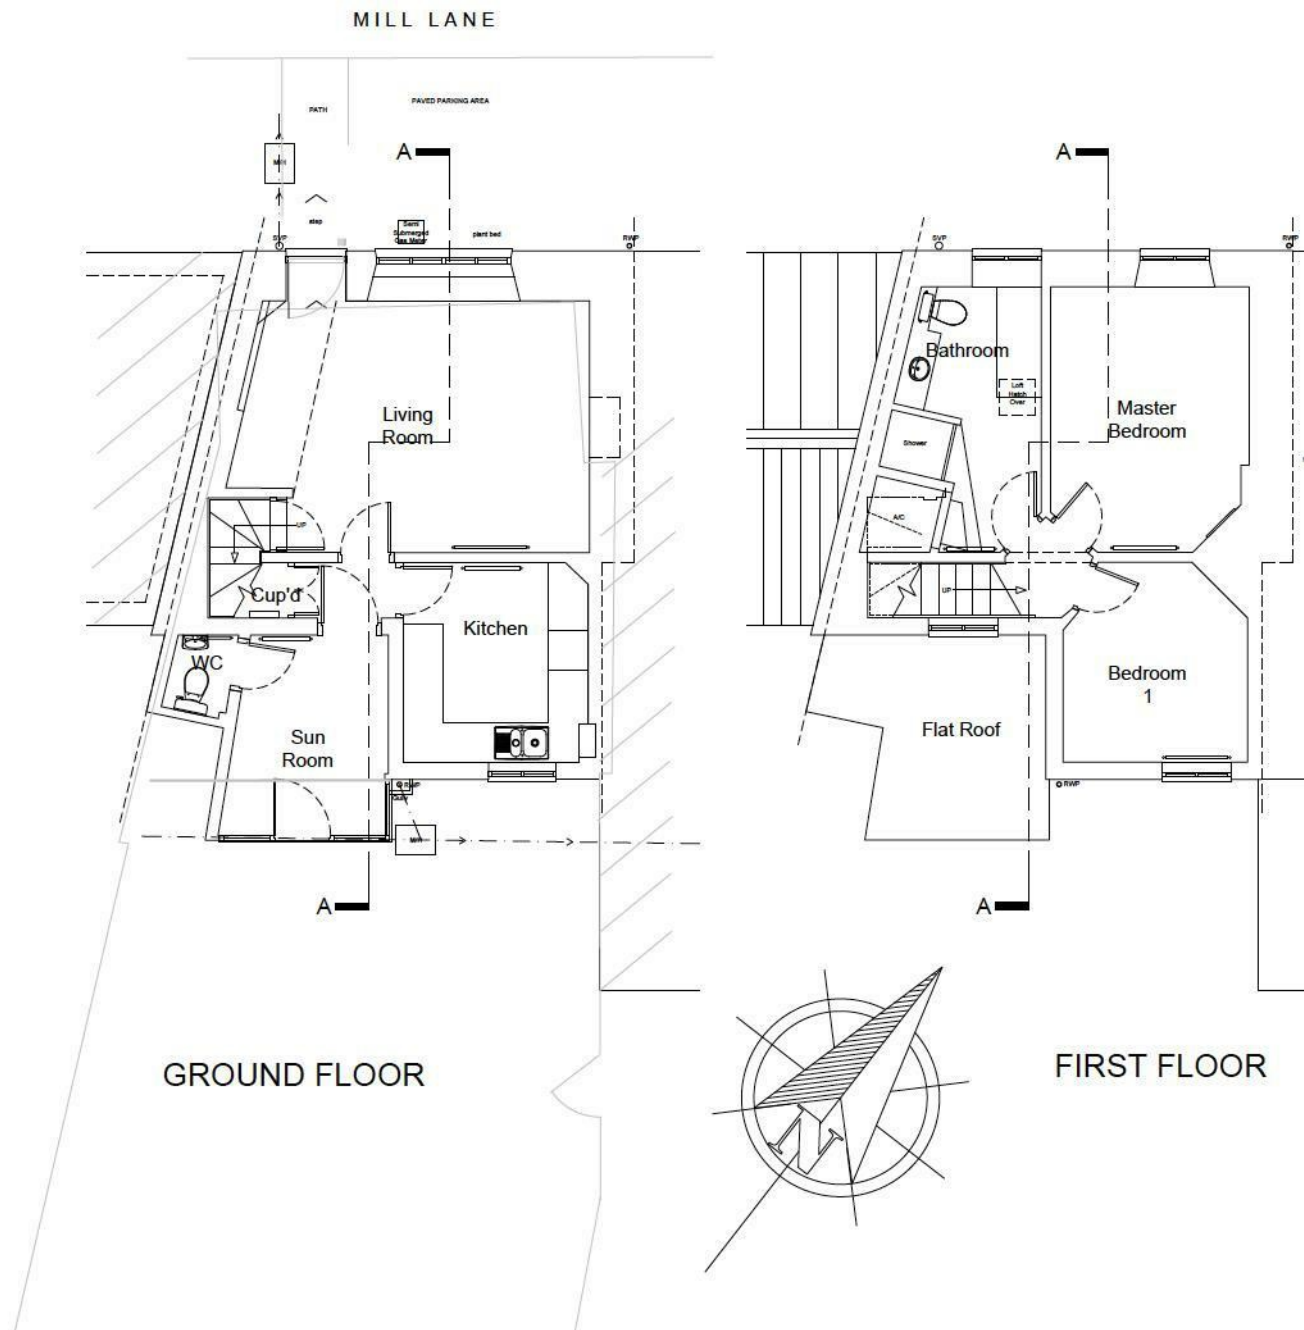 MILL LANE
PATH
PAVED PARKING AREA
A
A
MH
step
Semi
Submerged
Gas Meter
plant bed
SVP
RWP
SVP
RWP
Bathroom
Loft
Hatch
Over
Living
Room
Master
Bedroom
Shower
UP
A/C
Cup'd
UP
Kitchen
WC
Bedroom
1
Sun
Room
Flat Roof
RWP
Gully
RWP
MH
A
A
GROUND FLOOR
FIRST FLOOR
N